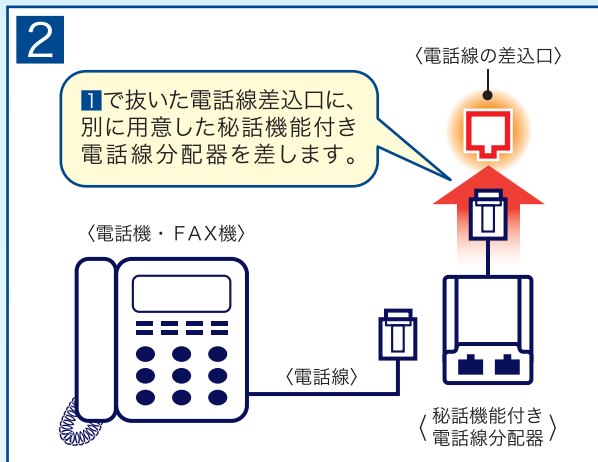 2
〈電話線の差込口〉
1で抜いた電話線差込口に、
別に用意した秘話機能付き
電話線分配器を差します。
〈電話機・FAX機〉
〈電話線〉
〈秘話機能付き
電話線分配器〉